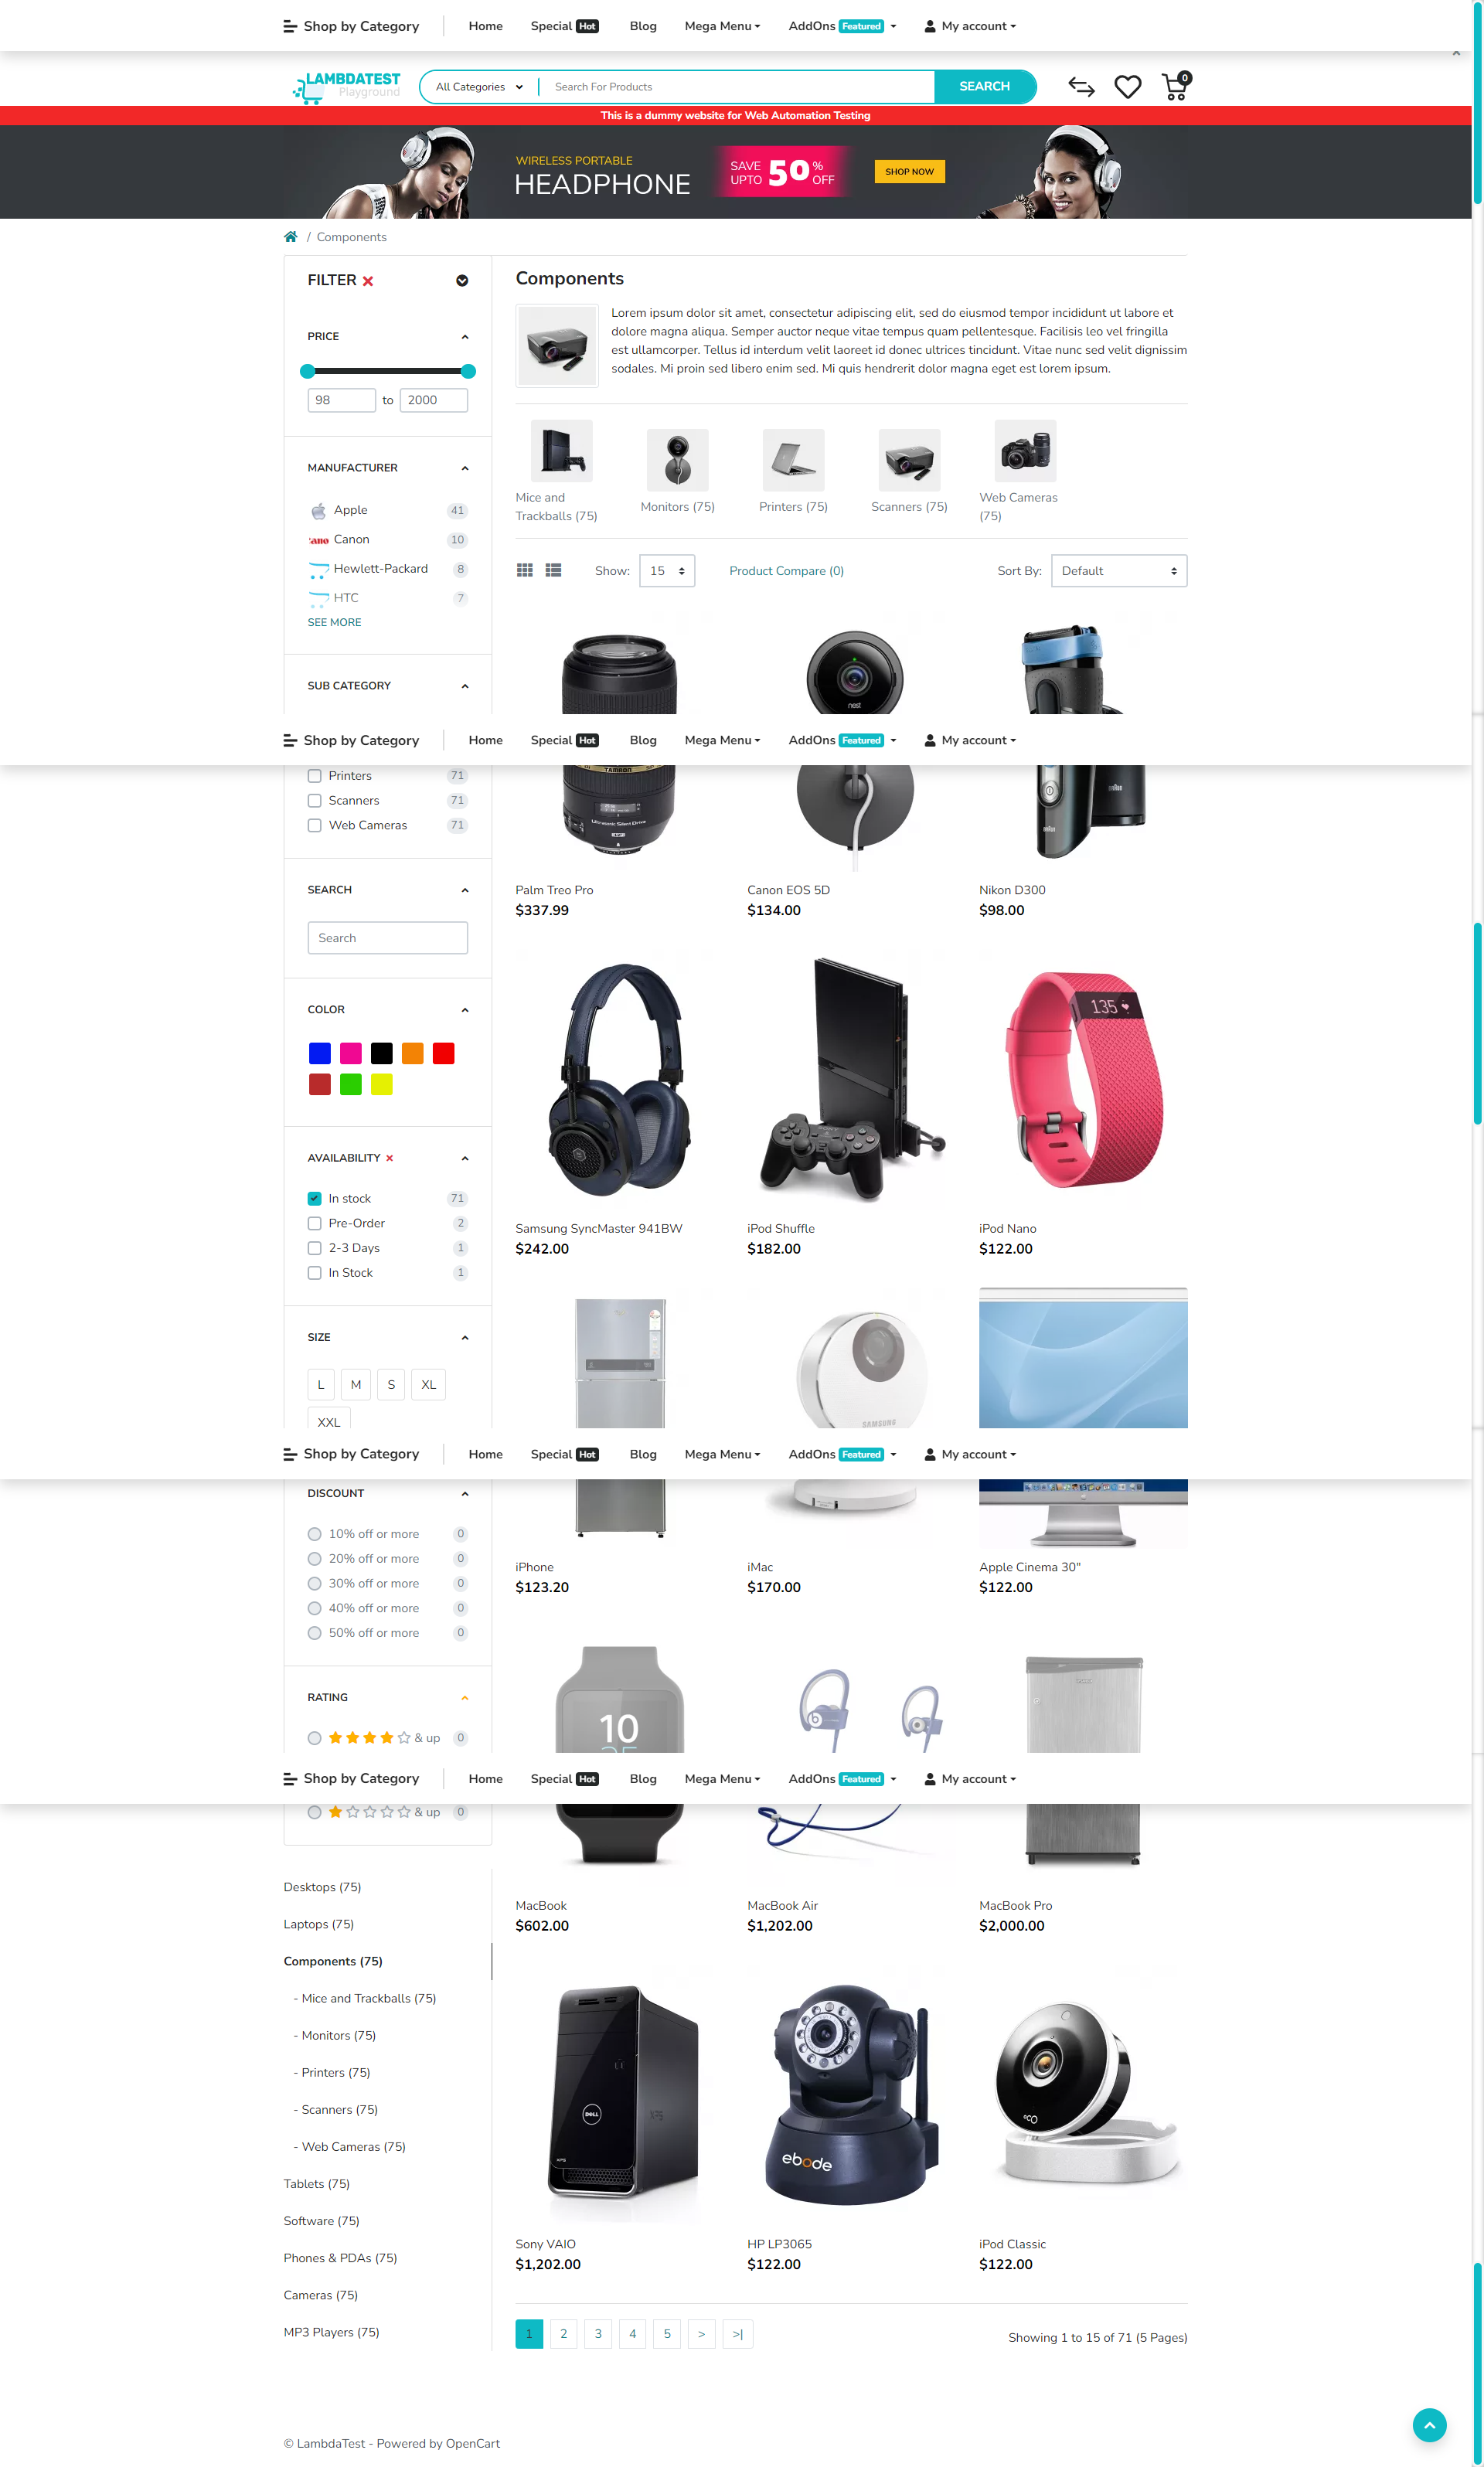 Shop by Category Home Special Hot Blog Mega Menu AddOns Featured My account
LAMBDATEST
Playground
All Categories Search For Products SEARCH 0
This is a dummy website for Web Automation Testing
WIRELESS PORTABLE
HEADPHONE
SAVE UPTO 50 % OFF
SHOP NOW
/ Components
FILTER
PRICE
98 to 2000
MANUFACTURER
Apple 41
Canon 10
Hewlett-Packard 8
HTC 7
SEE MORE
SUB CATEGORY
Components
Lorem ipsum dolor sit amet, consectetur adipiscing elit, sed do eiusmod tempor incididunt ut labore et
dolore magna aliqua. Semper auctor neque vitae tempus quam pellentesque. Facilisis leo vel fringilla
est ullamcorper. Tellus id interdum velit laoreet id donec ultrices tincidunt. Vitae nunc sed velit dignissim
sodales. Mi proin sed libero enim sed. Mi quis hendrerit dolor magna eget est lorem ipsum.
Mice and
Trackballs (75)
Monitors (75)
Printers (75)
Scanners (75)
Web Cameras
(75)
Show: 15 Product Compare (0) Sort By: Default
nest
Shop by Category Home Special Hot Blog Mega Menu AddOns Featured My account
Printers 71
Scanners 71
Web Cameras 71
SEARCH
Search
COLOR
AVAILABILITY
In stock 71
Pre-Order 2
2-3 Days 1
In Stock 1
SIZE
L M S XL
XXL
TAMRON
Ultrasonic Silent Drive
BRAUN
Palm Treo Pro
$337.99
Canon EOS 5D
$134.00
Nikon D300
$98.00
135
Samsung SyncMaster 941BW
$242.00
iPod Shuffle
$182.00
iPod Nano
$122.00
SAMSUNG
Shop by Category Home Special Hot Blog Mega Menu AddOns Featured My account
DISCOUNT
10% off or more 0
20% off or more 0
30% off or more 0
40% off or more 0
50% off or more 0
RATING
& up 0
iPhone
$123.20
iMac
$170.00
Apple Cinema 30"
$122.00
10
b
Shop by Category Home Special Hot Blog Mega Menu AddOns Featured My account
& up 0
Desktops (75)
Laptops (75)
Components (75)
- Mice and Trackballs (75)
- Monitors (75)
- Printers (75)
- Scanners (75)
- Web Cameras (75)
Tablets (75)
Software (75)
Phones & PDAs (75)
Cameras (75)
MP3 Players (75)
MacBook
$602.00
MacBook Air
$1,202.00
MacBook Pro
$2,000.00
DELL
XPS
XPS
ebode
Sony VAIO
$1,202.00
HP LP3065
$122.00
iPod Classic
$122.00
1 2 3 4 5 > >|
Showing 1 to 15 of 71 (5 Pages)
© LambdaTest - Powered by OpenCart